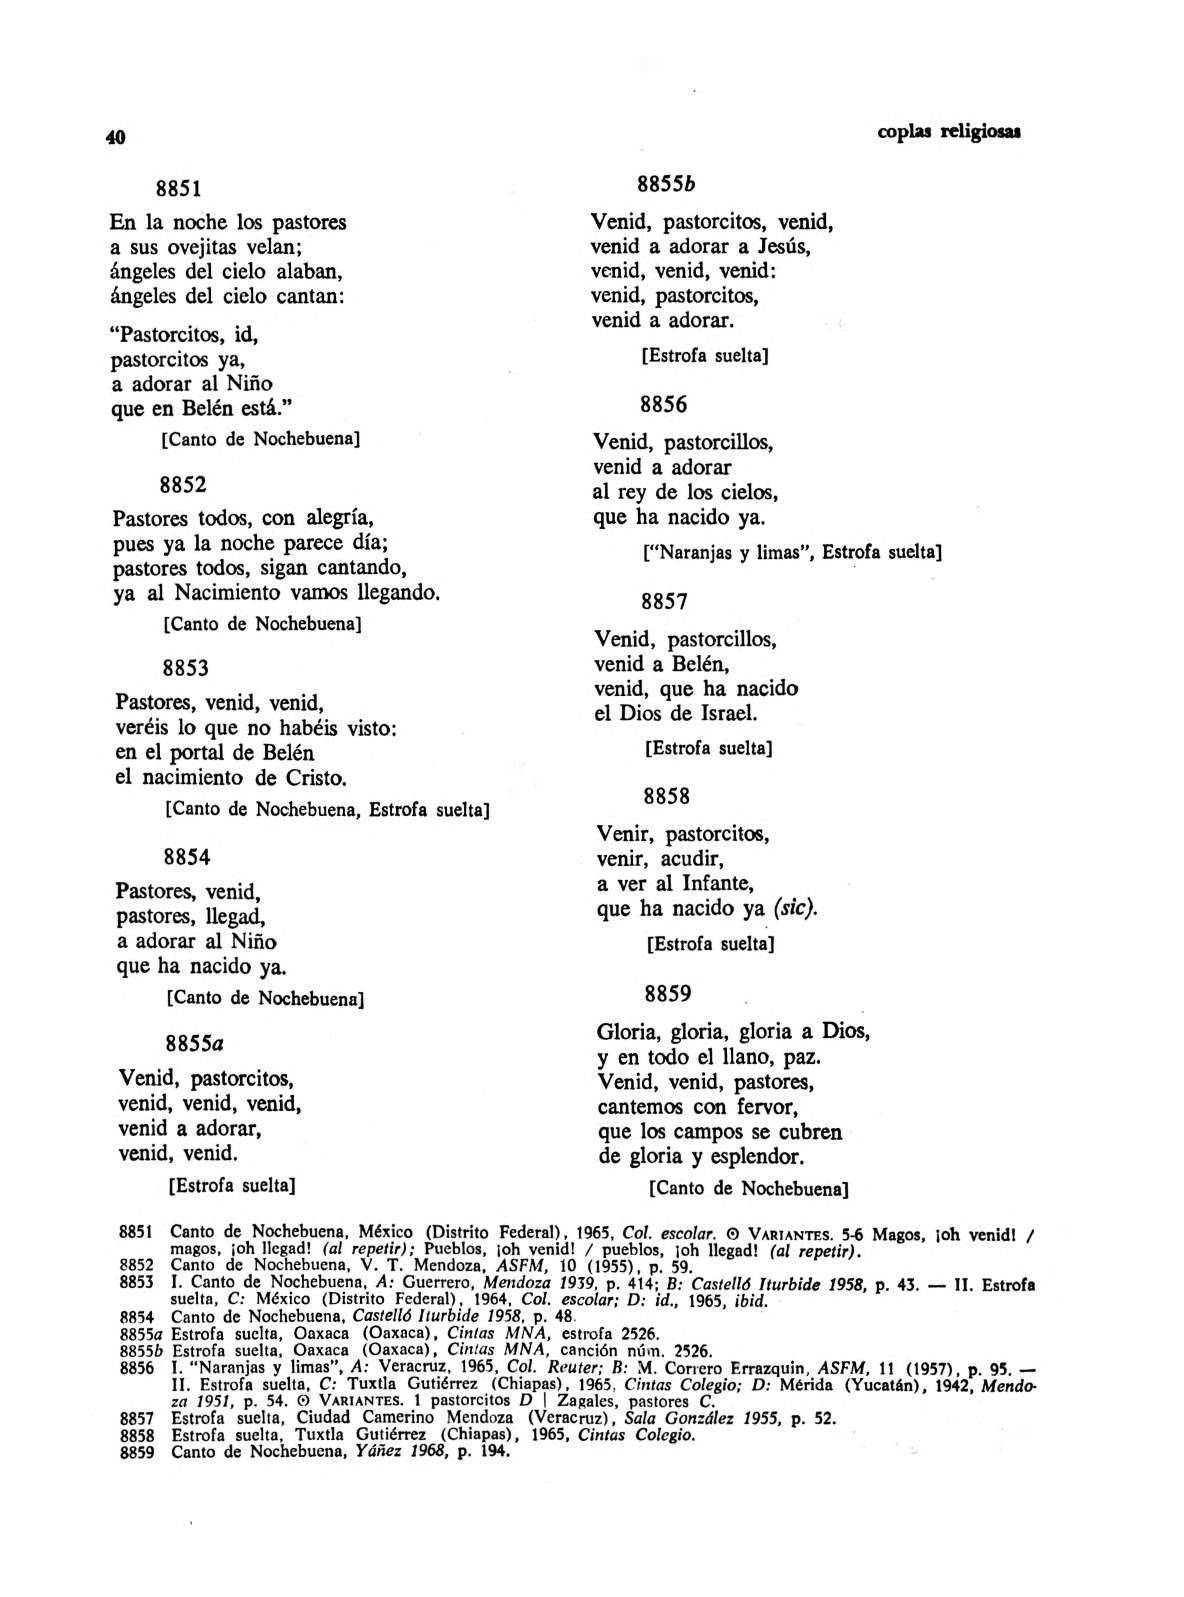 40
coplas religiosas
8851
En la noche los pastores
a sus ovejitas velan;
ángeles del cielo alaban,
ángeles del cielo cantan:
“Pastorcitos, id,
pastorcitos ya,
a adorar al Niño
que en Belén está.”
[Canto de Nochebuena]
8852
Pastores todos, con alegría,
pues ya la noche parece día;
pastores todos, sigan cantando,
ya al Nacimiento vamos llegando.
[Canto de Nochebuena]
8853
Pastores, venid, venid,
veréis lo que no habéis visto:
en el portal de Belén
el nacimiento de Cristo.
[Canto de Nochebuena, Estrofa suelta]
8854
Pastores, venid,
pastores, llegad,
a adorar al Niño
que ha nacido ya.
[Canto de Nochebuena]
8855a
Venid, pastorcitos,
venid, venid, venid,
venid a adorar,
venid, venid.
[Estrofa suelta]
8855b
Venid, pastorcitos, venid,
venid a adorar a Jesús,
venid, venid, venid:
venid, pastorcitos,
venid a adorar.
[Estrofa suelta]
8856
Venid, pastorcillos,
venid a adorar
al rey de los cielos,
que ha nacido ya.
[“Naranjas y limas”, Estrofa suelta]
8857
Venid, pastorcillos,
venid a Belén,
venid, que ha nacido
el Dios de Israel.
[Estrofa suelta]
8858
Venir, pastorcitos,
venir, acudir,
a ver al Infante,
que ha nacido ya (sic).
[Estrofa suelta]
8859
Gloria, gloria, gloria a Dios,
y en todo el llano, paz.
Venid, venid, pastores,
cantemos con fervor,
que los campos se cubren
de gloria y esplendor.
[Canto de Nochebuena]
8851 Canto de Nochebuena, México (Distrito Federal), 1965, Col. escolar. ⊙ VARIANTES. 5-6 Magos, ¡oh venid! /
magos, ¡oh llegad! (al repetir); Pueblos, ¡oh venid! / pueblos, ¡oh llegad! (al repetir).
8852 Canto de Nochebuena, V. T. Mendoza, ASFM, 10 (1955), p. 59.
8853 I. Canto de Nochebuena, A: Guerrero, Mendoza 1939, p. 414; B: Castelló Iturbide 1958, p. 43. — II. Estrofa
suelta, C: México (Distrito Federal), 1964, Col. escolar; D: id., 1965, ibid.
8854 Canto de Nochebuena, Castelló Iturbide 1958, p. 48.
8855a Estrofa suelta, Oaxaca (Oaxaca), Cintas MNA, estrofa 2526.
8855b Estrofa suelta, Oaxaca (Oaxaca), Cintas MNA, canción núm. 2526.
8856 I. “Naranjas y limas”, A: Veracruz, 1965, Col. Reuter; B: M. Correro Errazquin, ASFM, 11 (1957), p. 95. —
II. Estrofa suelta, C: Tuxtla Gutiérrez (Chiapas), 1965, Cintas Colegio; D: Mérida (Yucatán), 1942, Mendo-
za 1951, p. 54. ⊙ VARIANTES. 1 pastorcitos D | Zagales, pastores C.
8857 Estrofa suelta, Ciudad Camerino Mendoza (Veracruz), Sala González 1955, p. 52.
8858 Estrofa suelta, Tuxtla Gutiérrez (Chiapas), 1965, Cintas Colegio.
8859 Canto de Nochebuena, Yáñez 1968, p. 194.